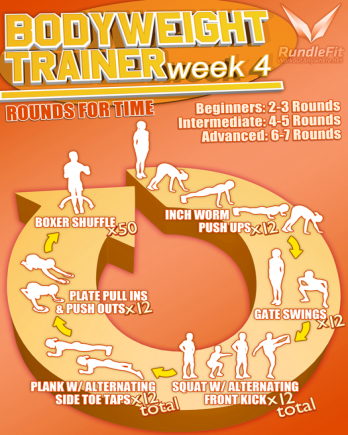 BODYWEIGHT
TRAINER week 4
RundleFit
ROUNDS FOR TIME
Beginners: 2-3 Rounds
Intermediate: 4-5 Rounds
Advanced: 6-7 Rounds
INCH WORM
PUSH UPS x12
GATE SWINGS
x12
SQUAT W/ ALTERNATING
FRONT KICK x12
total
PLANK W/ ALTERNATING
SIDE TOE TAPS x12
total
PLATE PULL INS
& PUSH OUTS x12
BOXER SHUFFLE x50